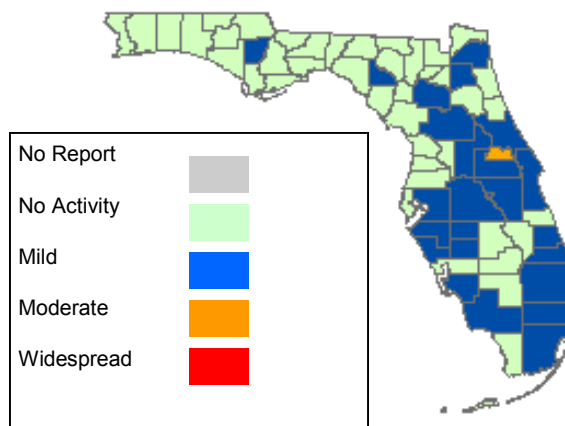 No Report
No Activity
Mild
Moderate
Widespread